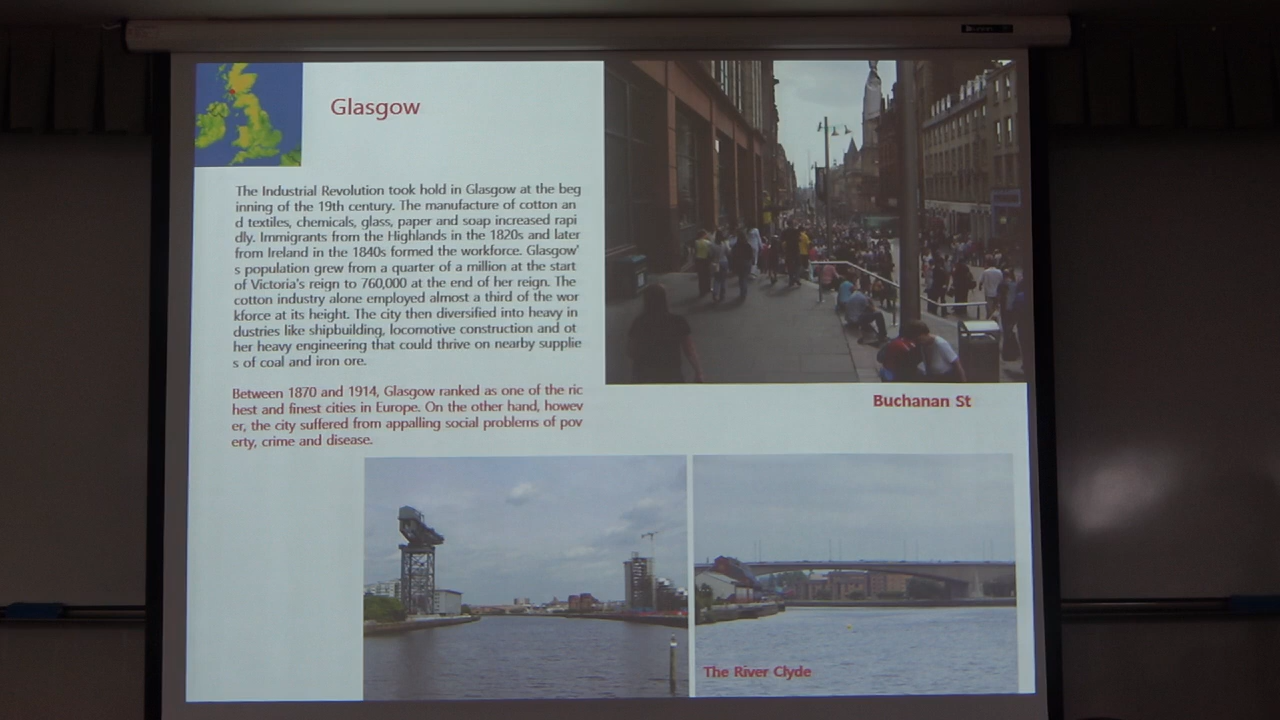 Glasgow
The Industrial Revolution took hold in Glasgow at the beg
inning of the 19th century. The manufacture of cotton an
d textiles, chemicals, glass, paper and soap increased rapi
dly. Immigrants from the Highlands in the 1820s and later
from Ireland in the 1840s formed the workforce. Glasgow'
s population grew from a quarter of a million at the start
of Victoria's reign to 760,000 at the end of her reign. The
cotton industry alone employed almost a third of the wor
kforce at its height. The city then diversified into heavy in
dustries like shipbuilding, locomotive construction and ot
her heavy engineering that could thrive on nearby supplie
s of coal and iron ore.
Between 1870 and 1914, Glasgow ranked as one of the ric
hest and finest cities in Europe. On the other hand, howev
er, the city suffered from appalling social problems of pov
erty, crime and disease.
Buchanan St
The River Clyde